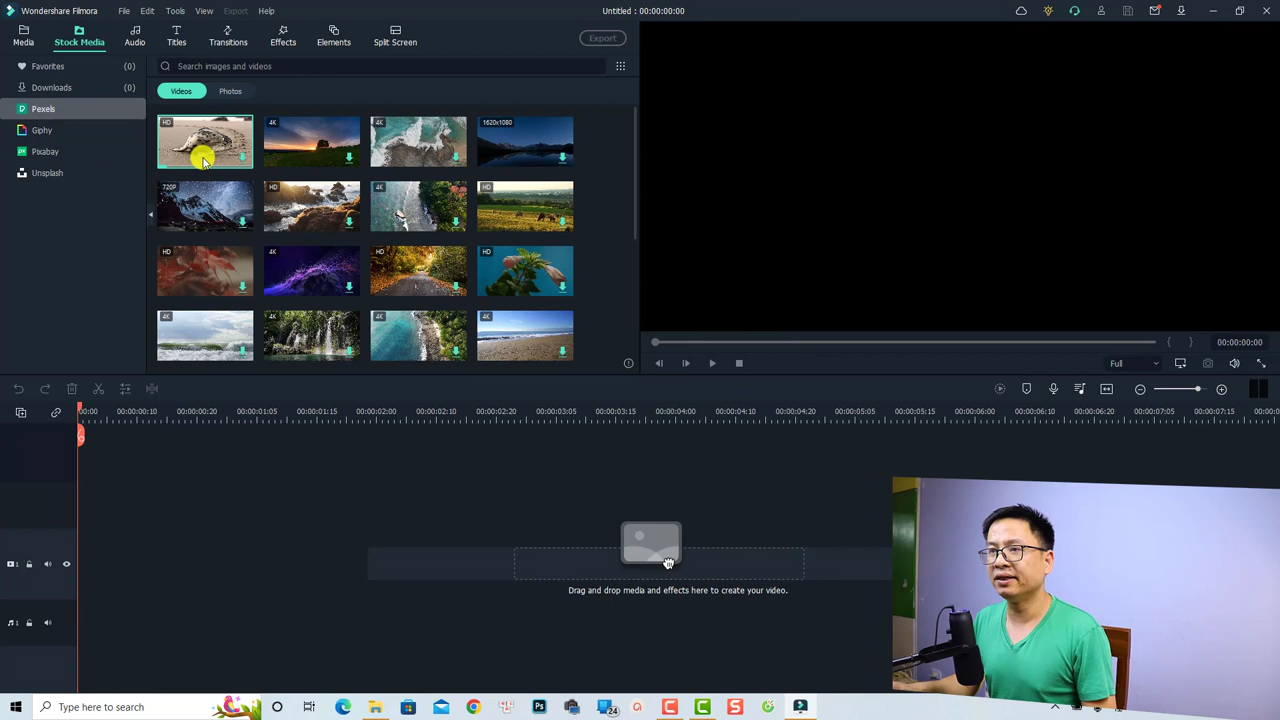 Wondershare Filmora
File Edit Tools View Export Help
Untitled : 00:00:00:00
Media
Stock Media
Audio
Titles
Transitions
Effects
Elements
Split Screen
Export
Favorites (0)
Downloads (0)
Pexels
Giphy
Pixabay
Unsplash
Search images and videos
Videos
Photos
HD
4K
4K
1620x1080
720P
HD
4K
HD
HD
4K
HD
HD
4K
4K
4K
4K
00:00:00:00
Full
:00:00
00:00:00:10
00:00:00:20
00:00:01:05
00:00:01:15
00:00:02:00
00:00:02:10
00:00:02:20
00:00:03:05
00:00:03:15
00:00:04:00
00:00:04:10
00:00:04:20
00:00:05:05
00:00:05:15
00:00:06:00
00:00:06:10
00:00:06:20
00:00:07:05
00:00:07:15
Drag and drop media and effects here to create your video.
1
1
Type here to search
24